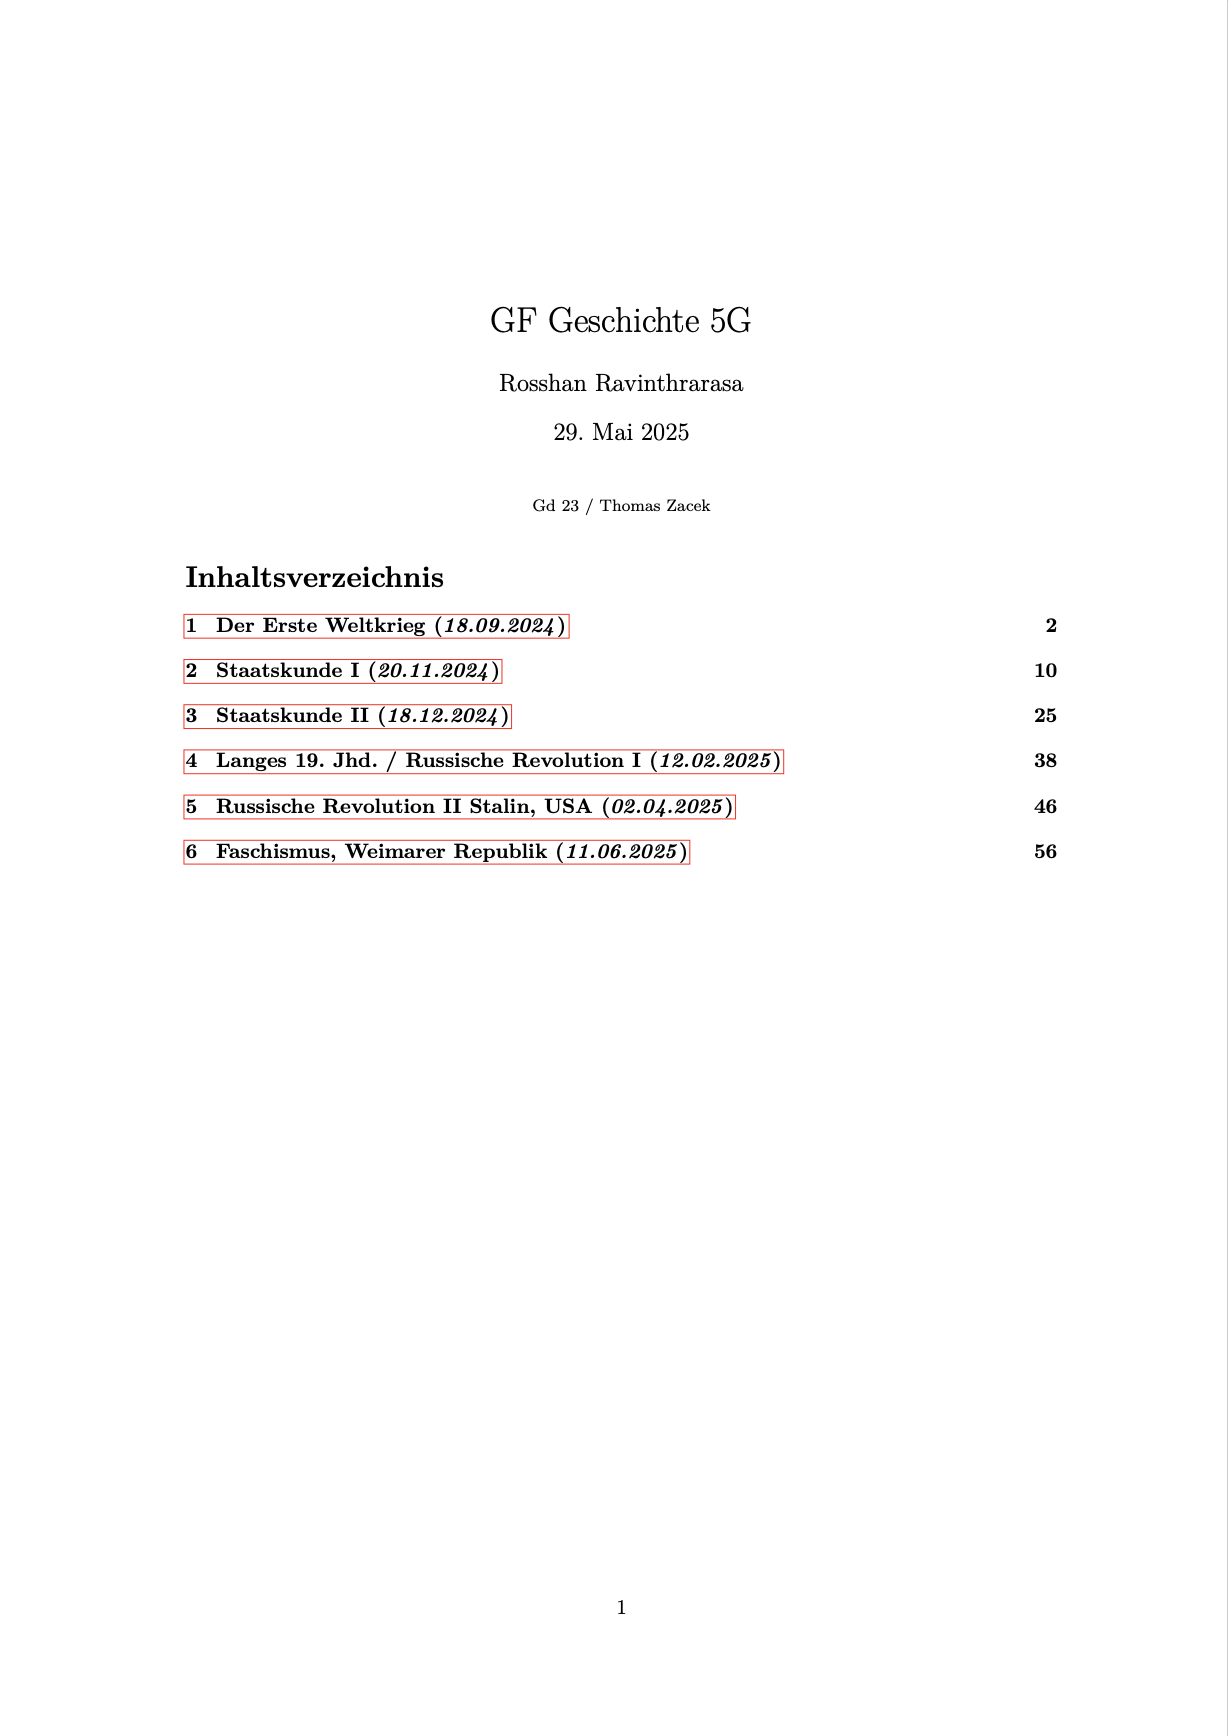 GF Geschichte 5G
Rosshan Ravinthrarasa
29. Mai 2025
Gd 23 / Thomas Zacek
Inhaltsverzeichnis
1 Der Erste Weltkrieg (18.09.2024) 2
2 Staatskunde I (20.11.2024) 10
3 Staatskunde II (18.12.2024) 25
4 Langes 19. Jhd. / Russische Revolution I (12.02.2025) 38
5 Russische Revolution II Stalin, USA (02.04.2025) 46
6 Faschismus, Weimarer Republik (11.06.2025) 56
1